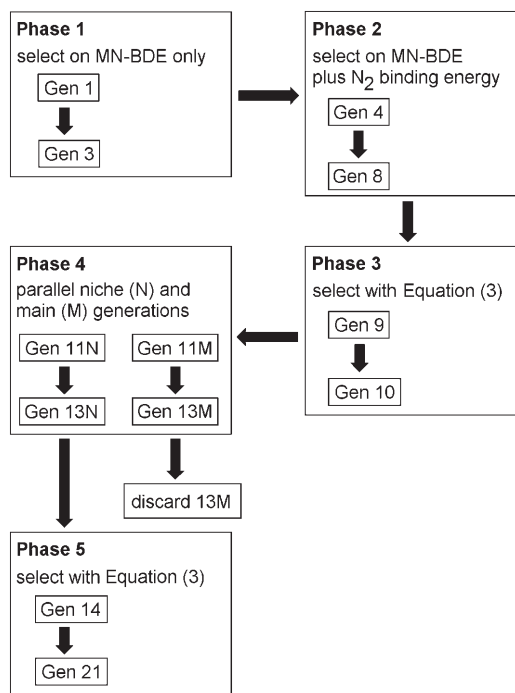 Phase 1
select on MN-BDE only
Gen 1
Gen 3
Phase 2
select on MN-BDE
plus N2 binding energy
Gen 4
Gen 8
Phase 3
select with Equation (3)
Gen 9
Gen 10
Phase 4
parallel niche (N) and
main (M) generations
Gen 11N
Gen 11M
Gen 13N
Gen 13M
discard 13M
Phase 5
select with Equation (3)
Gen 14
Gen 21